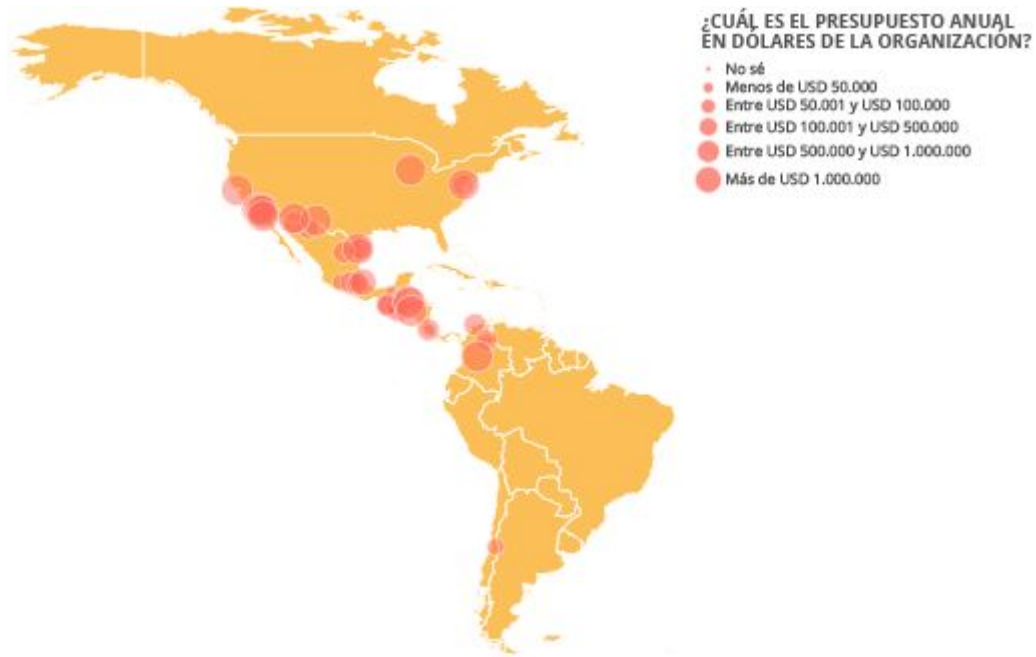 ¿CUÁL ES EL PRESUPUESTO ANUAL
EN DÓLARES DE LA ORGANIZACIÓN?
No sé
Menos de USD 50.000
Entre USD 50.001 y USD 100.000
Entre USD 100.001 y USD 500.000
Entre USD 500.000 y USD 1.000.000
Más de USD 1.000.000